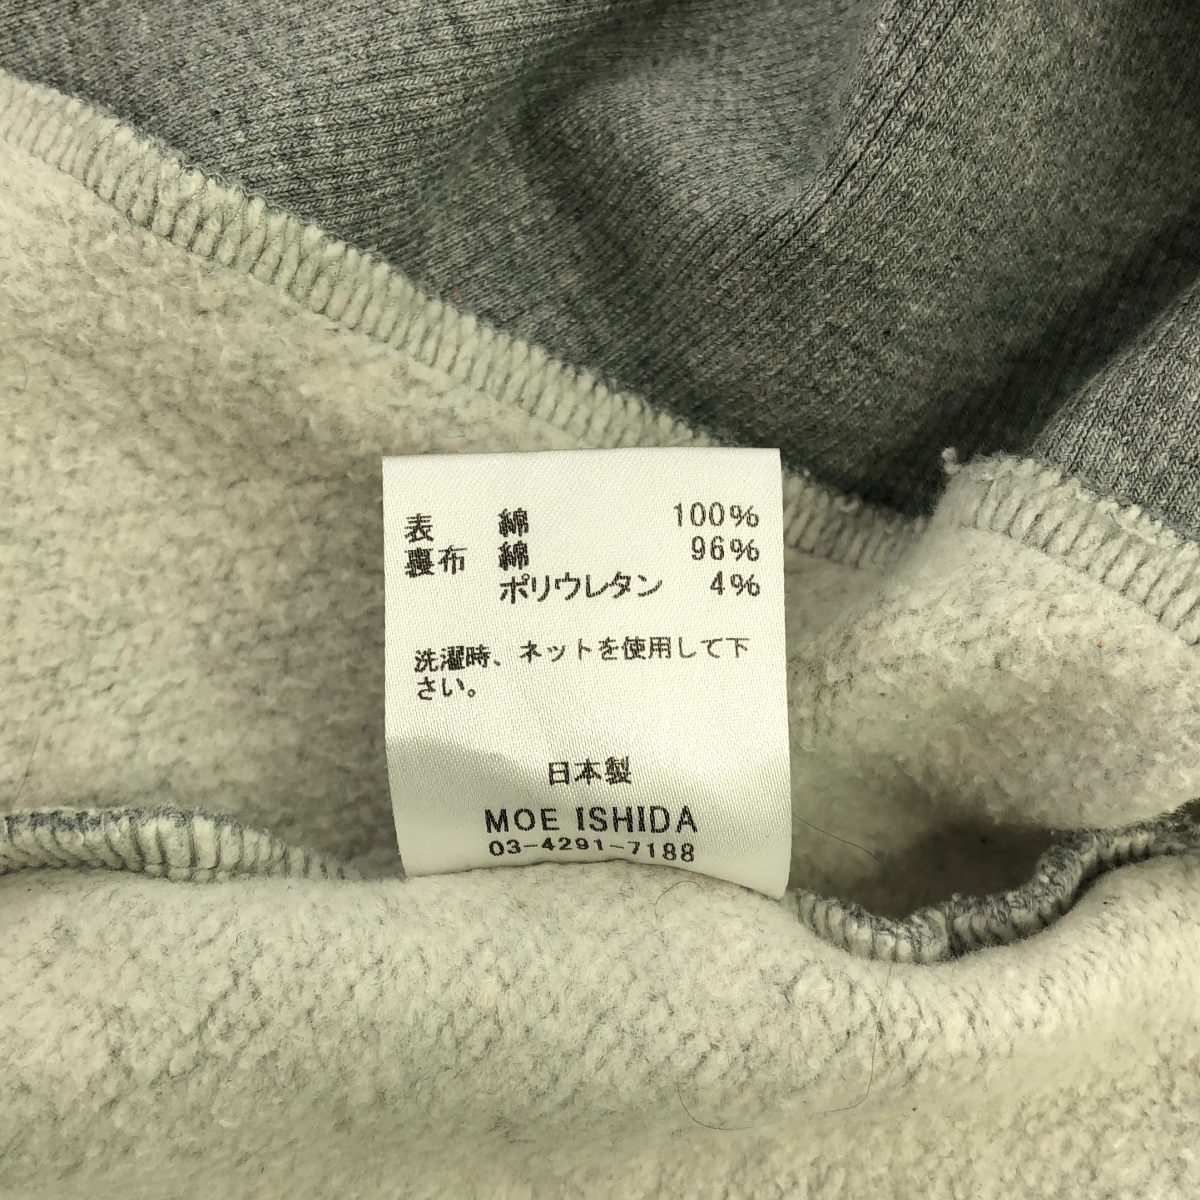 表 綿 100%
裏布 綿 96%
ポリウレタン 4%
洗濯時、ネットを使用して下
さい。
日本製
MOE ISHIDA
03-4291-7188